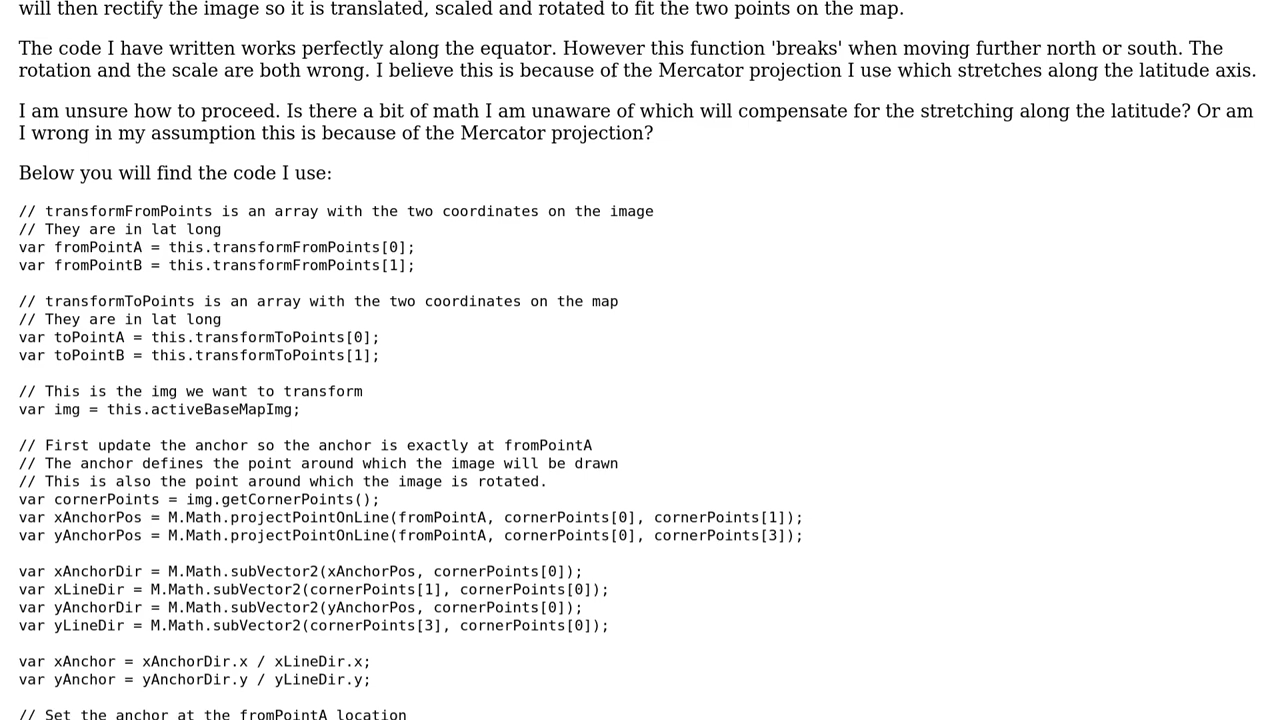 will then rectify the image so it is translated, scaled and rotated to fit the two points on the map.
The code I have written works perfectly along the equator. However this function 'breaks' when moving further north or south. The
rotation and the scale are both wrong. I believe this is because of the Mercator projection I use which stretches along the latitude axis.
I am unsure how to proceed. Is there a bit of math I am unaware of which will compensate for the stretching along the latitude? Or am
I wrong in my assumption this is because of the Mercator projection?
Below you will find the code I use:
// transformFromPoints is an array with the two coordinates on the image
// They are in lat long
var fromPointA = this.transformFromPoints[0];
var fromPointB = this.transformFromPoints[1];
// transformToPoints is an array with the two coordinates on the map
// They are in lat long
var toPointA = this.transformToPoints[0];
var toPointB = this.transformToPoints[1];
// This is the img we want to transform
var img = this.activeBaseMapImg;
// First update the anchor so the anchor is exactly at fromPointA
// The anchor defines the point around which the image will be drawn
// This is also the point around which the image is rotated.
var cornerPoints = img.getCornerPoints();
var xAnchorPos = M.Math.projectPointOnLine(fromPointA, cornerPoints[0], cornerPoints[1]);
var yAnchorPos = M.Math.projectPointOnLine(fromPointA, cornerPoints[0], cornerPoints[3]);
var xAnchorDir = M.Math.subVector2(xAnchorPos, cornerPoints[0]);
var xLineDir = M.Math.subVector2(cornerPoints[1], cornerPoints[0]);
var yAnchorDir = M.Math.subVector2(yAnchorPos, cornerPoints[0]);
var yLineDir = M.Math.subVector2(cornerPoints[3], cornerPoints[0]);
var xAnchor = xAnchorDir.x / xLineDir.x;
var yAnchor = yAnchorDir.y / yLineDir.y;
// Set the anchor at the fromPointA location